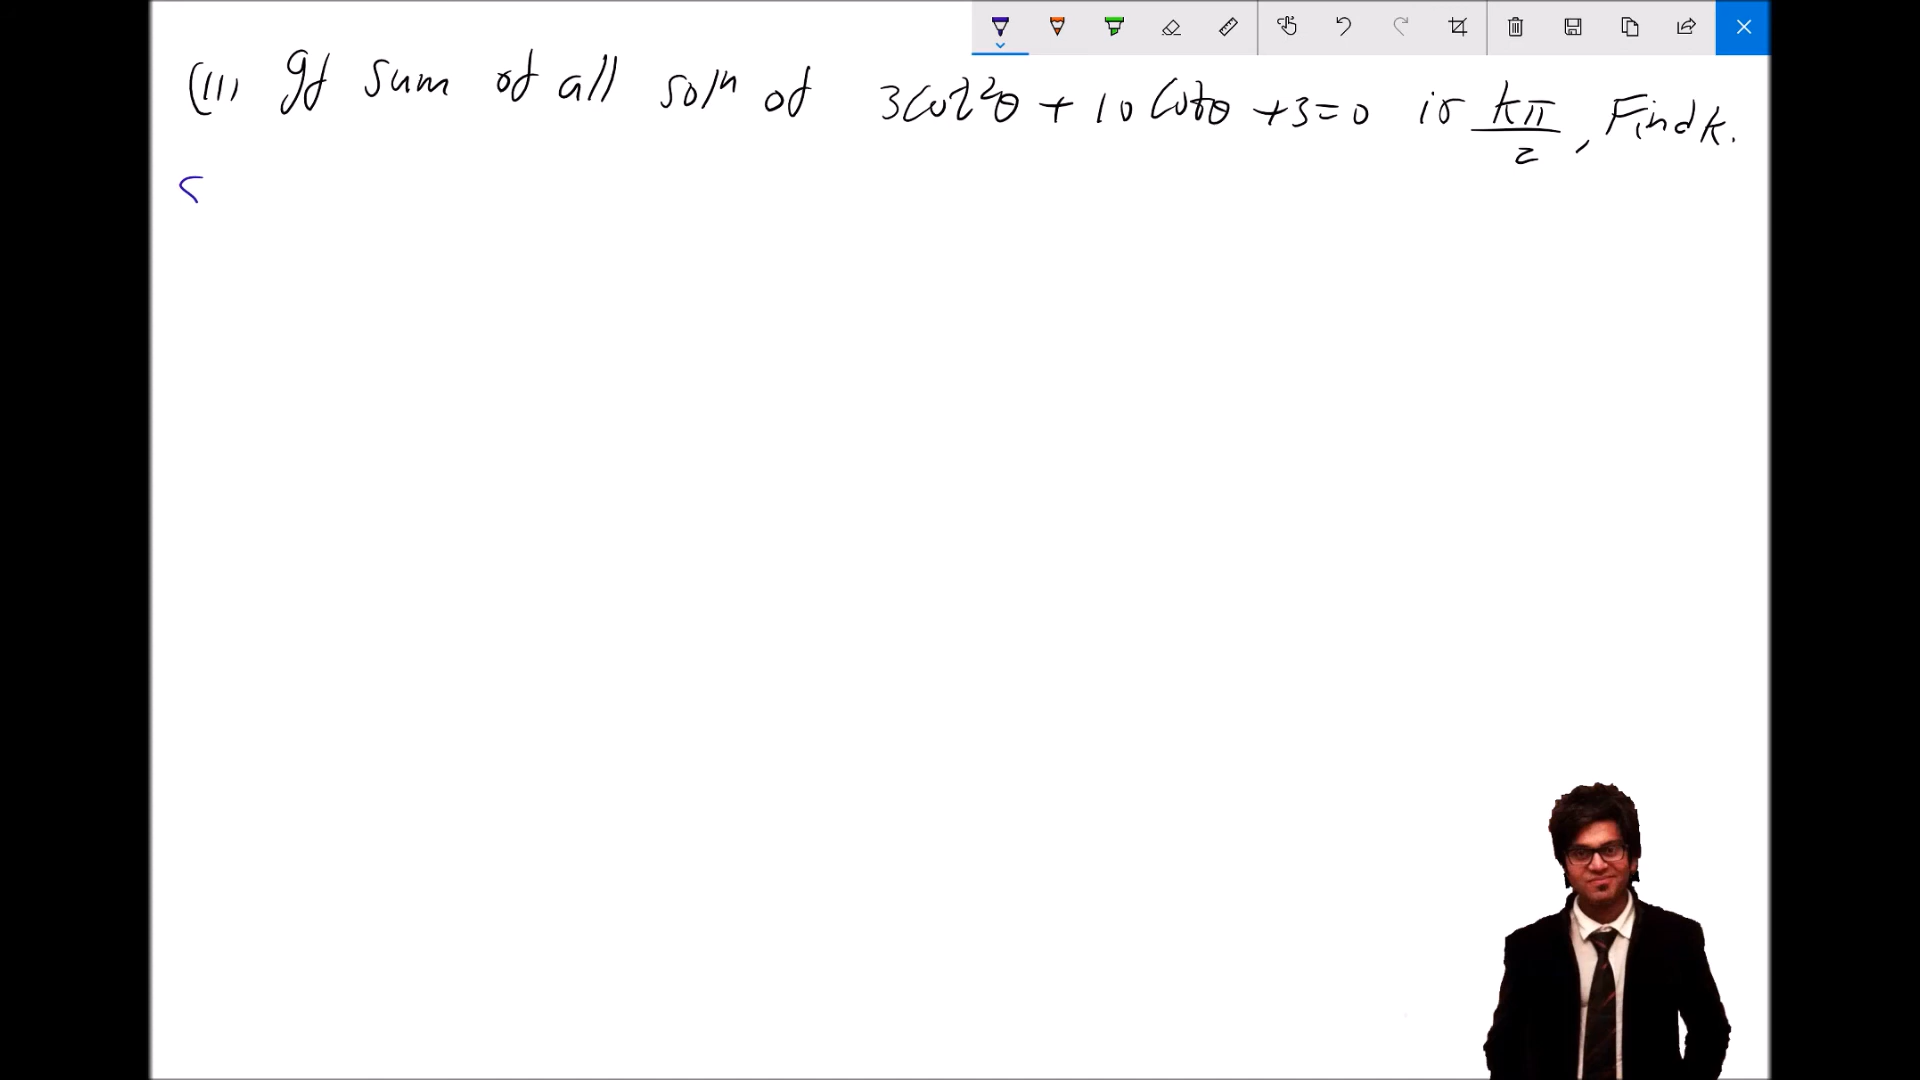 (11) If sum of all solⁿ of 3cot²θ + 10 cotθ + 3 = 0 is kπ/2, Find k.
S